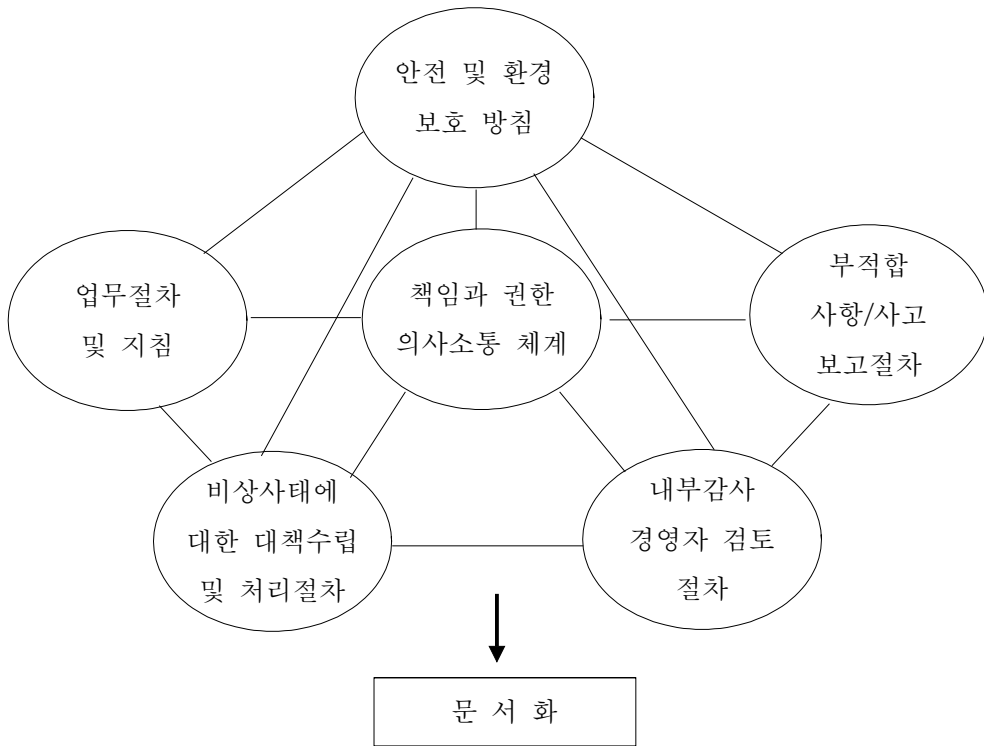 안전 및 환경
보호 방침
업무절차
및 지침
책임과 권한
의사소통 체계
부적합
사항/사고
보고절차
비상사태에
대한 대책수립
및 처리절차
내부감사
경영자 검토
절차
문 서 화